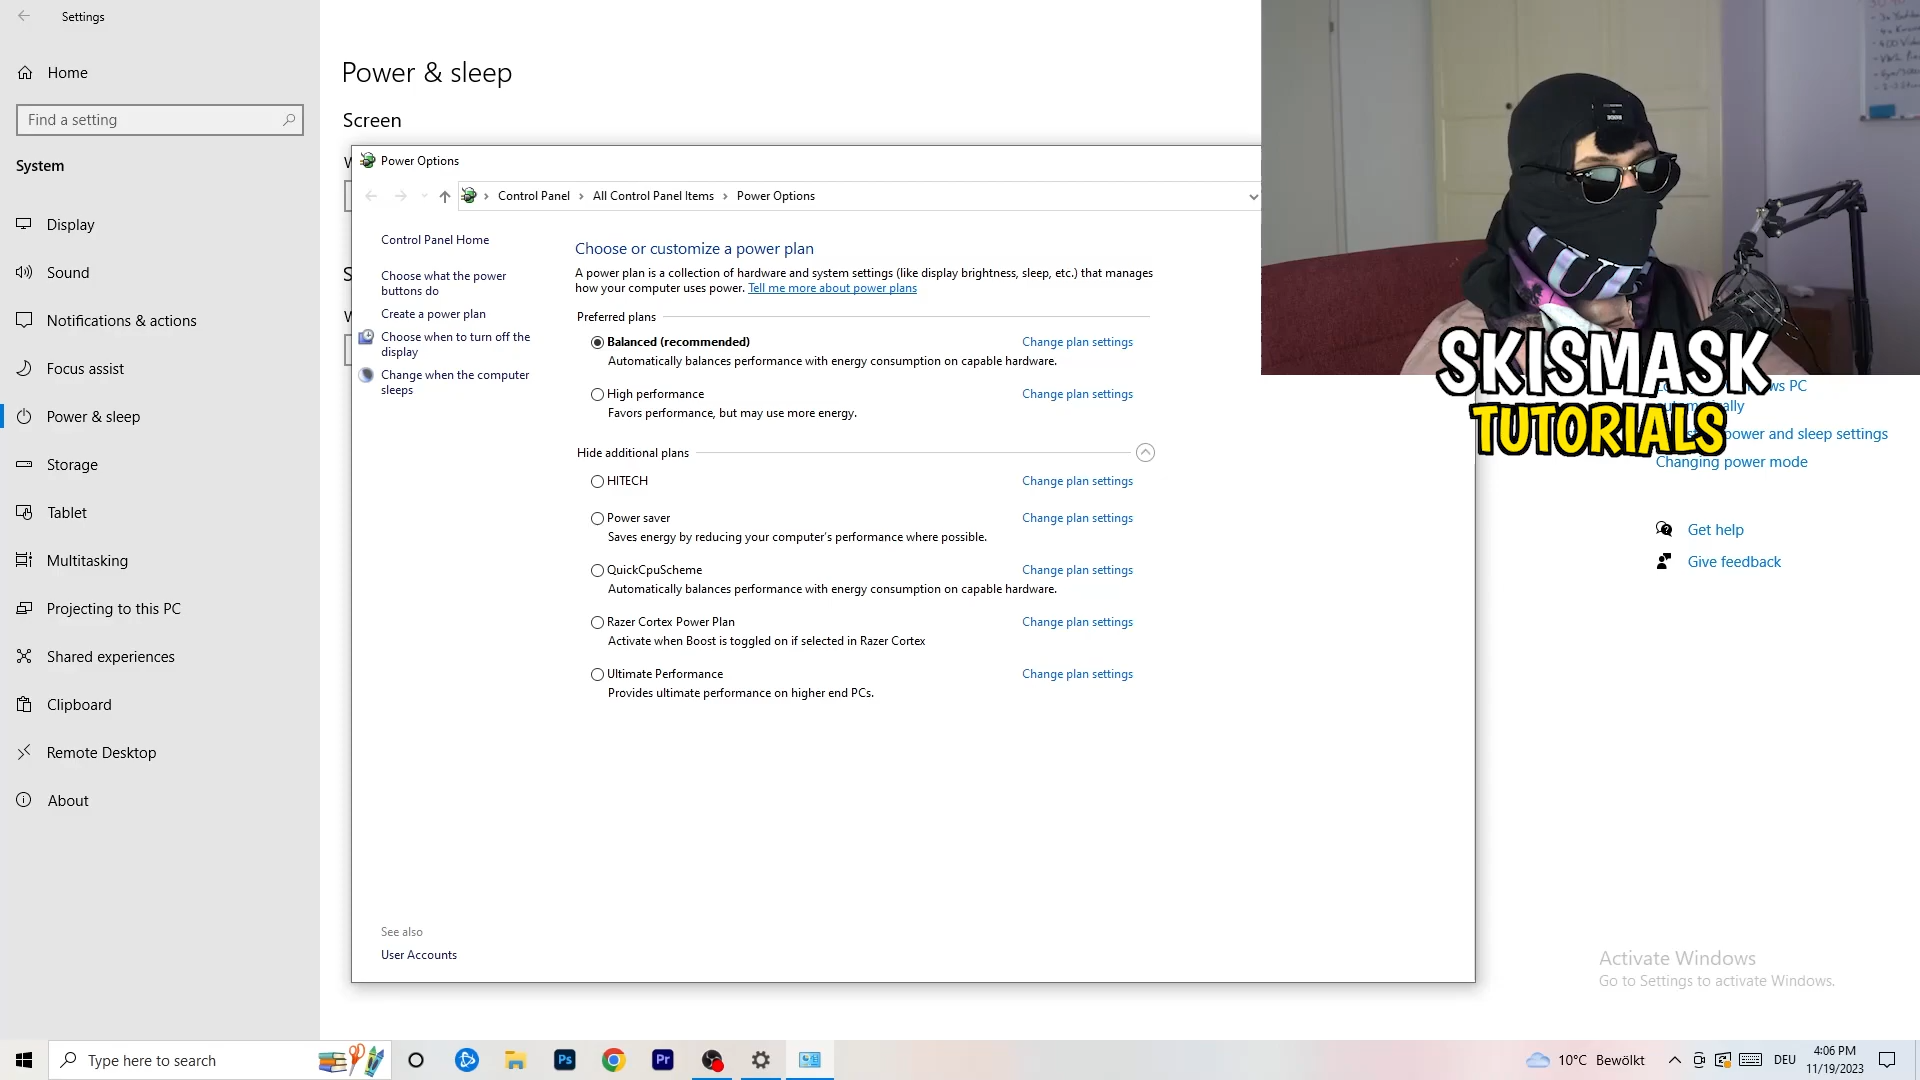 Settings
Home
Find a setting
System
Display
Sound
Notifications & actions
Focus assist
Power & sleep
Storage
Tablet
Multitasking
Projecting to this PC
Shared experiences
Clipboard
Remote Desktop
About
Power & sleep
Screen
Power Options
Control Panel
All Control Panel Items
Power Options
Control Panel Home
Choose what the power
buttons do
Create a power plan
Choose when to turn off the
display
Change when the computer
sleeps
Choose or customize a power plan
A power plan is a collection of hardware and system settings (like display brightness, sleep, etc.) that manages
how your computer uses power. Tell me more about power plans
Preferred plans
Balanced (recommended) Change plan settings
Automatically balances performance with energy consumption on capable hardware.
High performance Change plan settings
Favors performance, but may use more energy.
Hide additional plans
HITECH Change plan settings
Power saver Change plan settings
Saves energy by reducing your computer's performance where possible.
QuickCpuScheme Change plan settings
Automatically balances performance with energy consumption on capable hardware.
Razer Cortex Power Plan Change plan settings
Activate when Boost is toggled on if selected in Razer Cortex
Ultimate Performance Change plan settings
Provides ultimate performance on higher end PCs.
See also
User Accounts
SKISMASK
TUTORIALS
PC
power and sleep settings
Changing power mode
Get help
Give feedback
Activate Windows
Go to Settings to activate Windows.
Type here to search
Ps
Pr
10°C Bewölkt
DEU
4:06 PM
11/19/2023